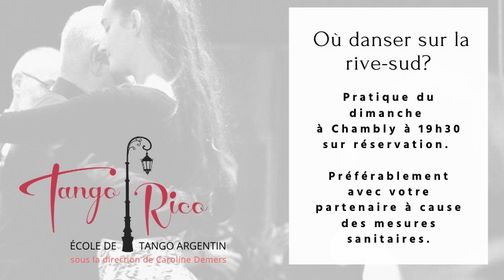 Où danser sur la
rive-sud?
Pratique du
dimanche
à Chambly à 19h30
sur réservation.
Préférablement
avec votre
partenaire à cause
des mesures
sanitaires.
Tango Rico
ÉCOLE DE TANGO ARGENTIN
sous la direction de Caroline Demers